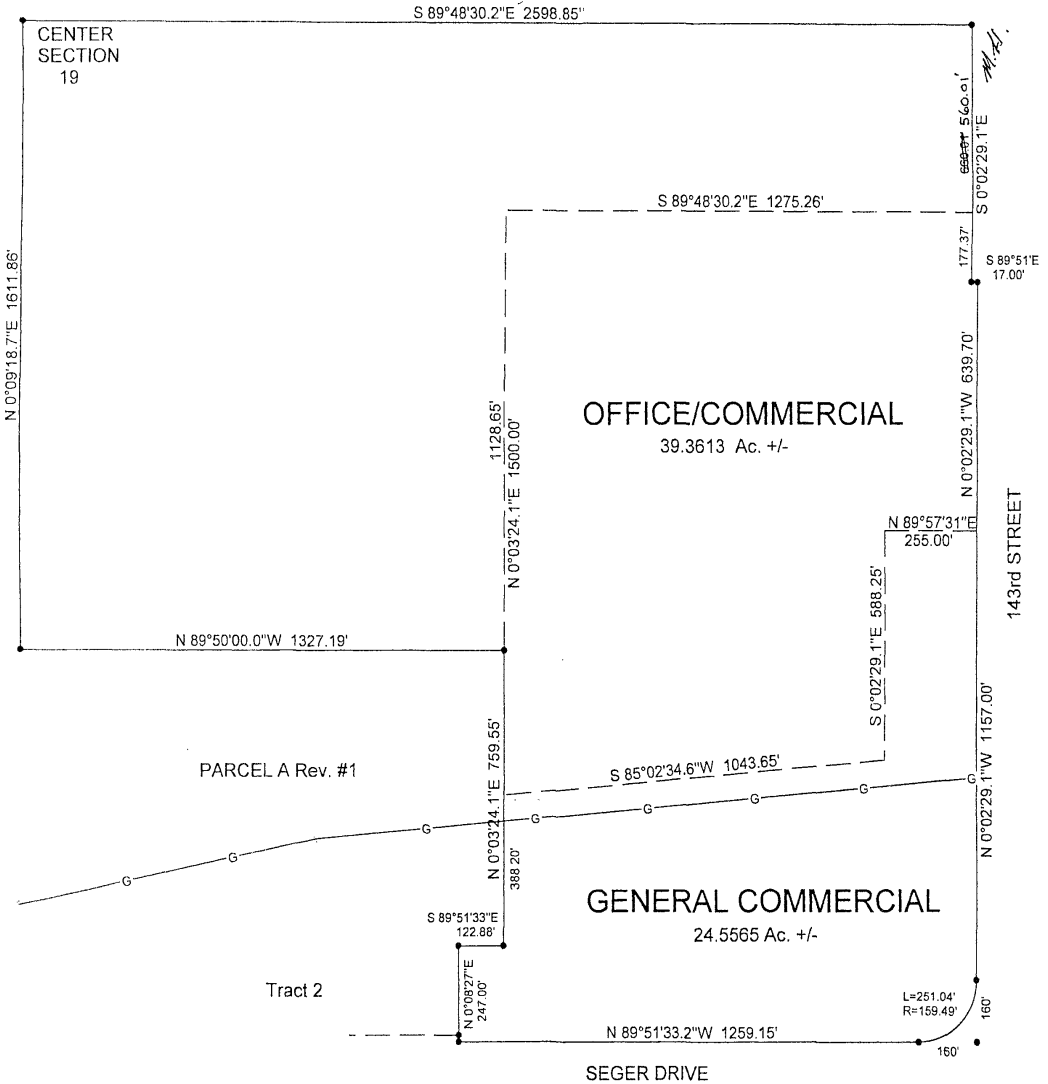 S 89°48'30.2"E 2598.85'
CENTER
SECTION
19
M.H.
560.01'
S 0°02'29.1"E
S 89°48'30.2"E 1275.26'
177.37'
S 89°51'E
17.00'
N 0°09'18.7"E 1611.86'
N 0°02'29.1"W 639.70'
OFFICE/COMMERCIAL
39.3613 Ac. +/-
1128.65'
N 0°03'24.1"E 1500.00'
143rd STREET
N 89°57'31"E
255.00'
S 0°02'29.1"E 588.25'
N 89°50'00.0"W 1327.19'
N 0°02'29.1"W 1157.00'
PARCEL A Rev. #1
N 0°03'24.1"E 759.55'
S 85°02'34.6"W 1043.65'
G G G G G G G G
388.20'
GENERAL COMMERCIAL
24.5565 Ac. +/-
S 89°51'33"E
122.88'
Tract 2
N 0°08'27"E
247.00'
L=251.04'
R=159.49'
160'
N 89°51'33.2"W 1259.15'
160'
SEGER DRIVE